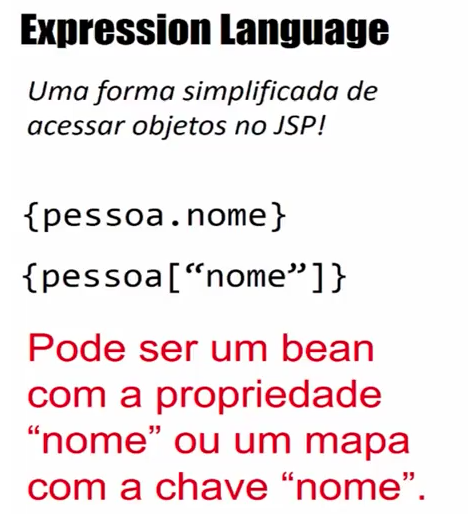 Expression Language
Uma forma simplificada de
acessar objetos no JSP!
{pessoa.nome}
{pessoa[“nome”]}
Pode ser um bean
com a propriedade
“nome” ou um mapa
com a chave “nome”.